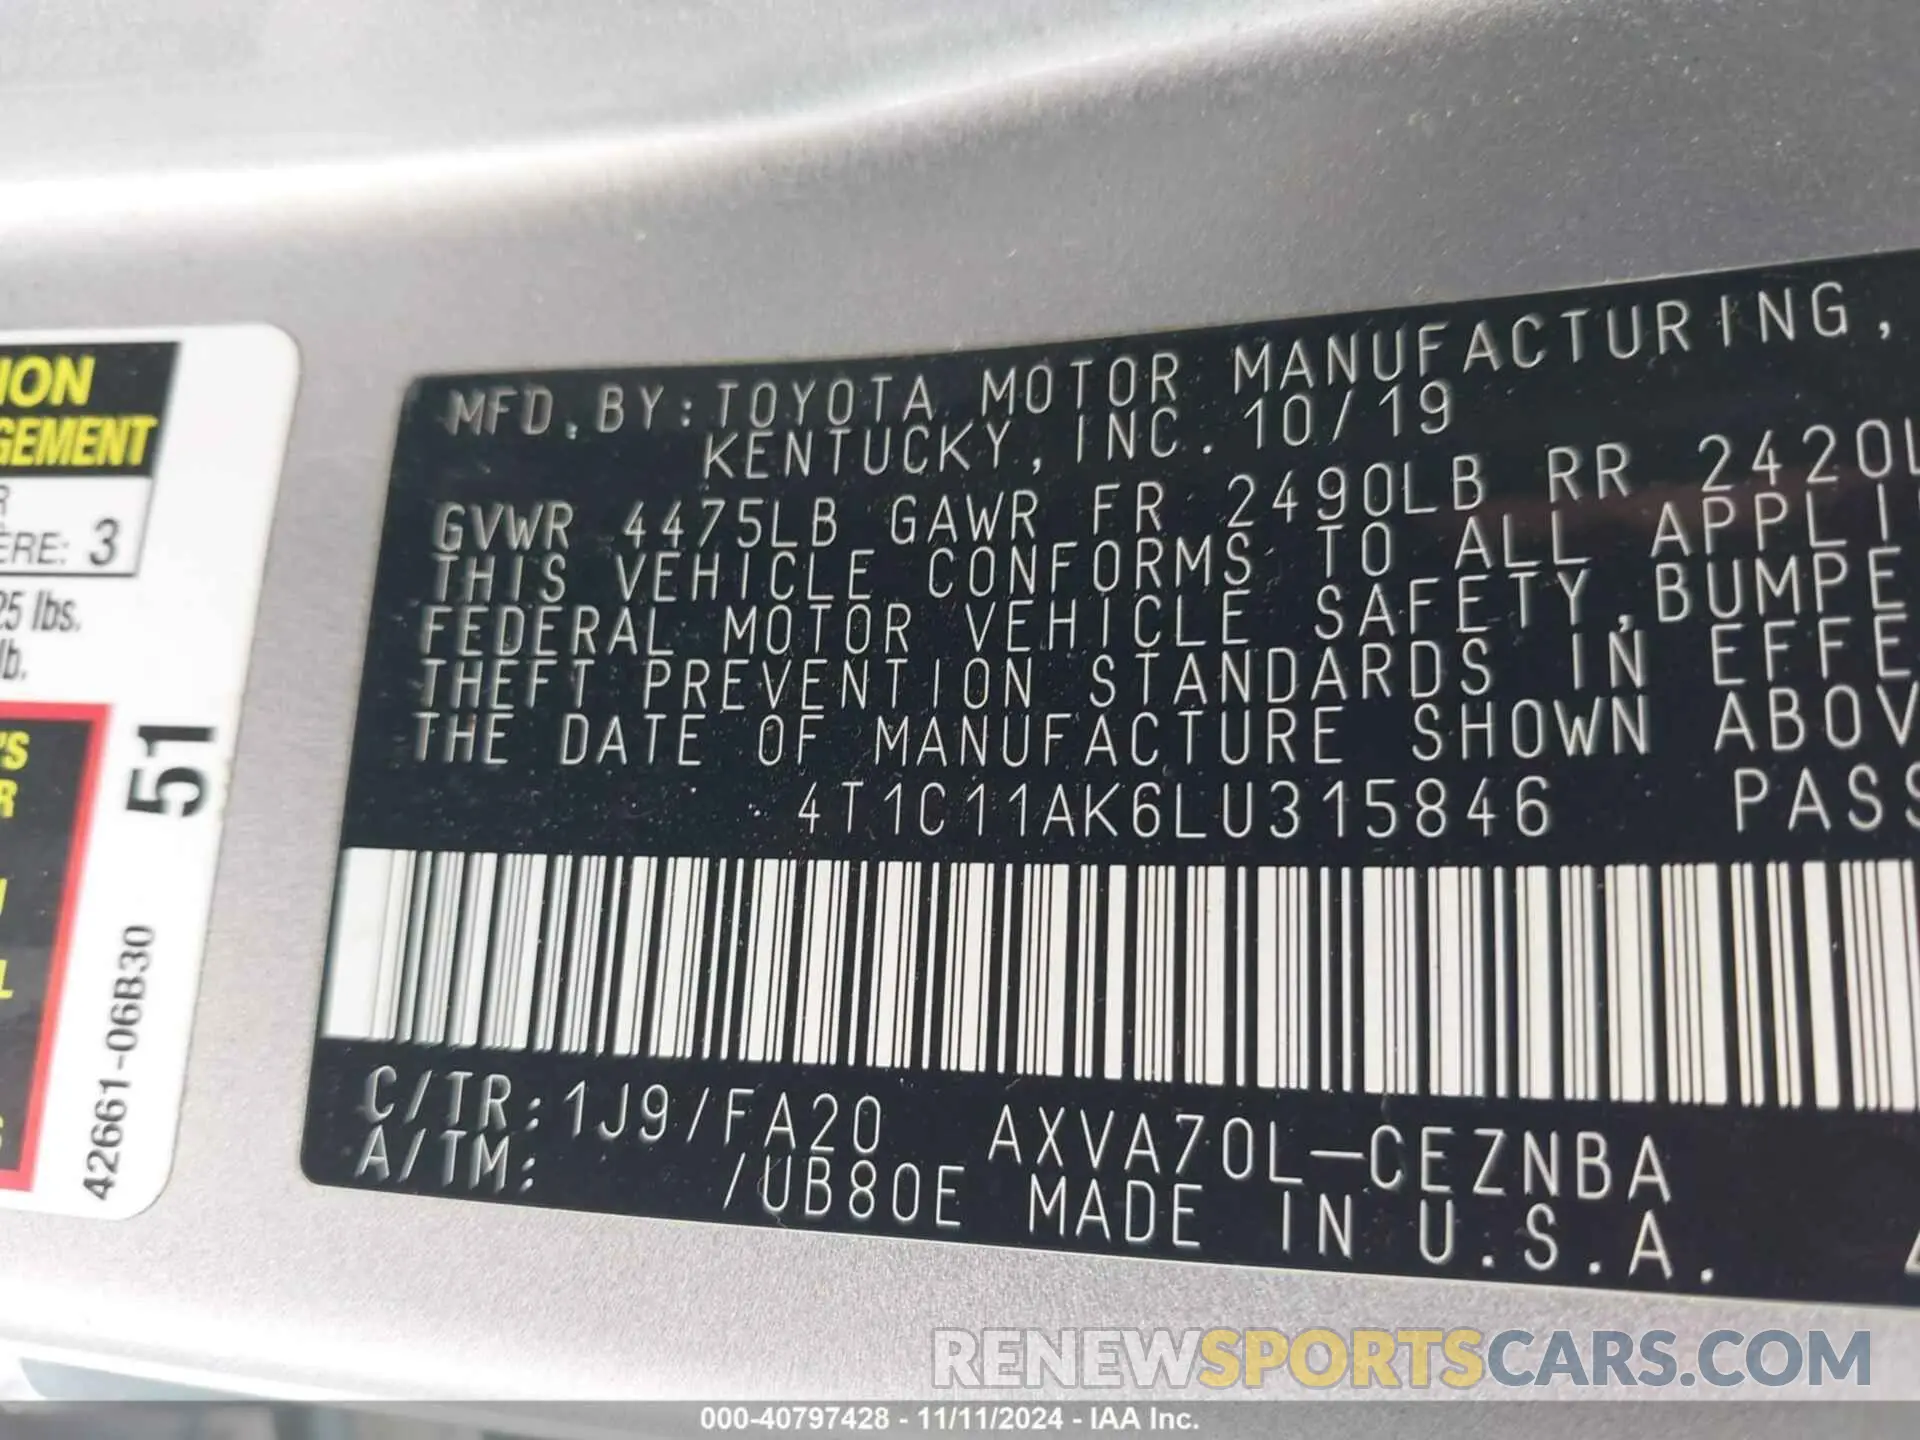 ION
GEMENT
R
ÈRE: 3
25 lbs.
lb.
'S
R
L
S
51
42661-06B30
MFD. BY: TOYOTA MOTOR MANUFACTURING,
KENTUCKY, INC. 10/19
GVWR 4475LB GAWR FR 2490LB RR 2420L
THIS VEHICLE CONFORMS TO ALL APPLI
FEDERAL MOTOR VEHICLE SAFETY, BUMPE
THEFT PREVENTION STANDARDS IN EFFE
THE DATE OF MANUFACTURE SHOWN ABOV
4T1C11AK6LU315846 PASS
C/TR: 1J9/FA20 AXVA70L-CEZNBA
A/TM: /UB80E MADE IN U.S.A.
RENEWSPORTSCARS.COM
000-40797428 - 11/11/2024 - IAA Inc.